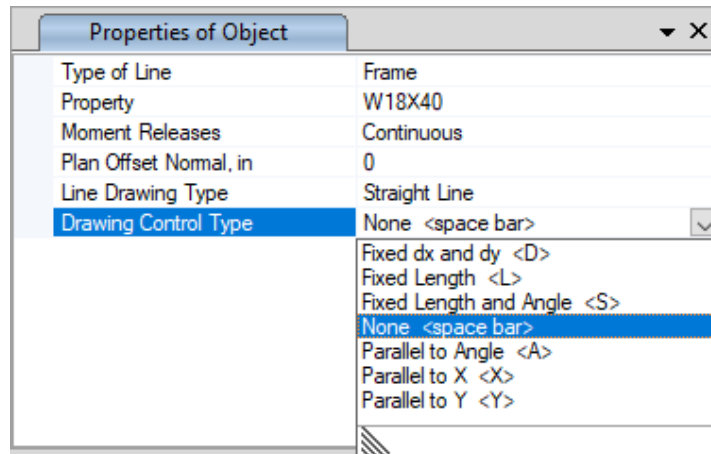 Properties of Object
Type of Line Frame
Property W18X40
Moment Releases Continuous
Plan Offset Normal, in 0
Line Drawing Type Straight Line
Drawing Control Type None <space bar>
Fixed dx and dy <D>
Fixed Length <L>
Fixed Length and Angle <S>
None <space bar>
Parallel to Angle <A>
Parallel to X <X>
Parallel to Y <Y>